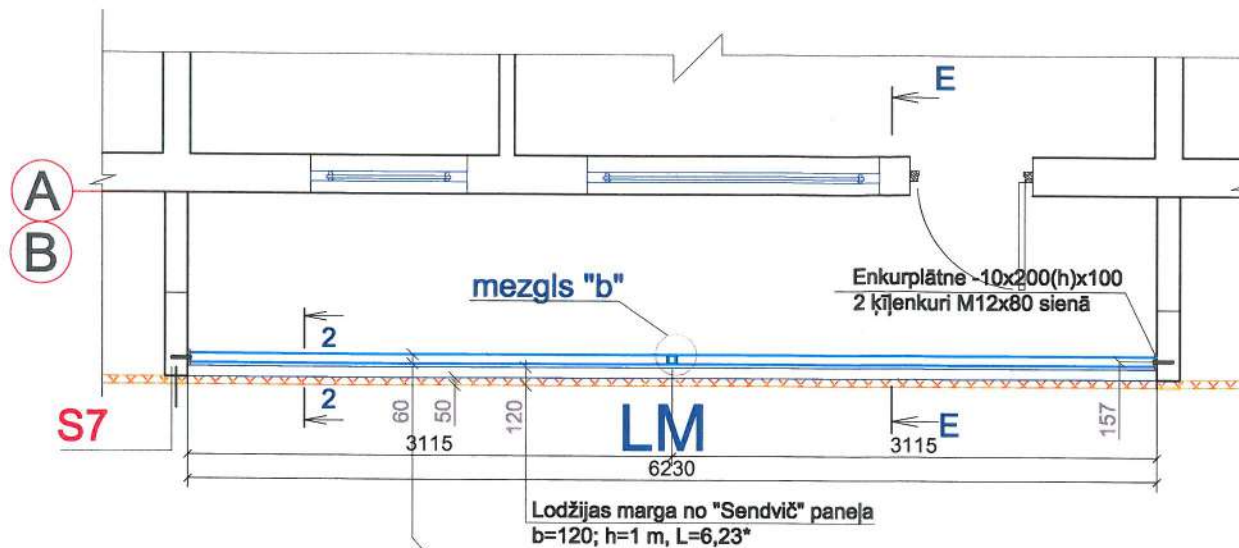 E
A
B
mezgls "b"
Enkurplātne -10x200(h)x100
2 ķīļenkuri M12x80 sienā
2
2
S7
60
50
120
LM
E
157
3115
3115
6230
Lodžijas marga no "Sendvič" paneļa
b=120; h=1 m, L=6,23*